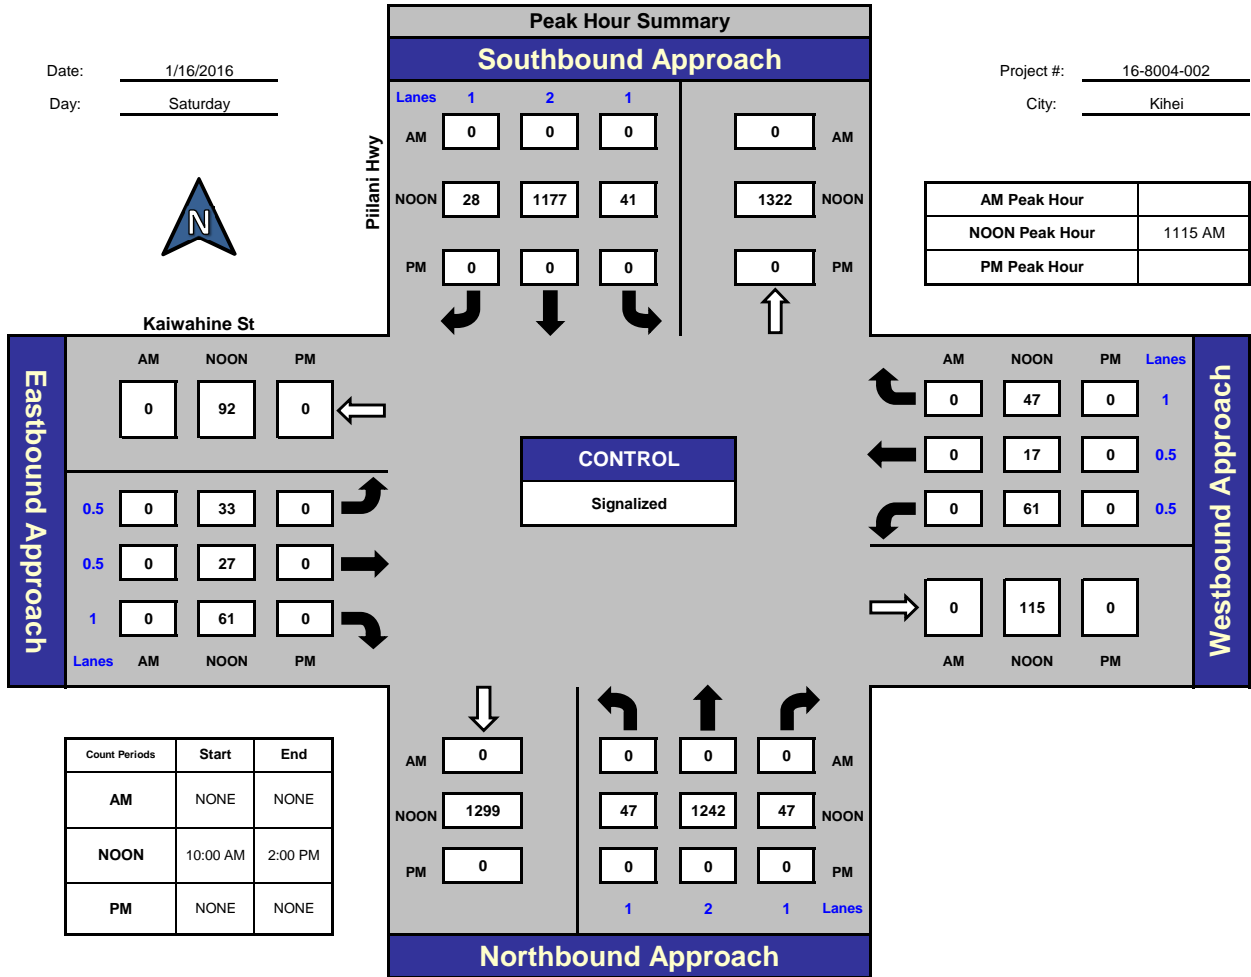 Peak Hour Summary
Southbound Approach
Date: 1/16/2016
Day: Saturday
Project #: 16-8004-002
City: Kihei
N
Piilani Hwy
Lanes 1 2 1
AM 0 0 0 0 AM
NOON 28 1177 41 1322 NOON
PM 0 0 0 0 PM
AM Peak Hour
NOON Peak Hour 1115 AM
PM Peak Hour
Kaiwahine St
Eastbound Approach
AM NOON PM
0 92 0
0.5 0 33 0
0.5 0 27 0
1 0 61 0
Lanes AM NOON PM
CONTROL
Signalized
AM NOON PM Lanes
0 47 0 1
0 17 0 0.5
0 61 0 0.5
0 115 0
AM NOON PM
Westbound Approach
Count Periods Start End
AM NONE NONE
NOON 10:00 AM 2:00 PM
PM NONE NONE
AM 0 0 0 0 AM
NOON 1299 47 1242 47 NOON
PM 0 0 0 0 PM
1 2 1 Lanes
Northbound Approach